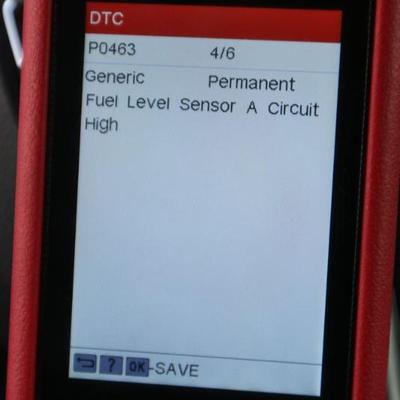 DTC
P0463 4/6
Generic Permanent
Fuel Level Sensor A Circuit
High
? OK-SAVE